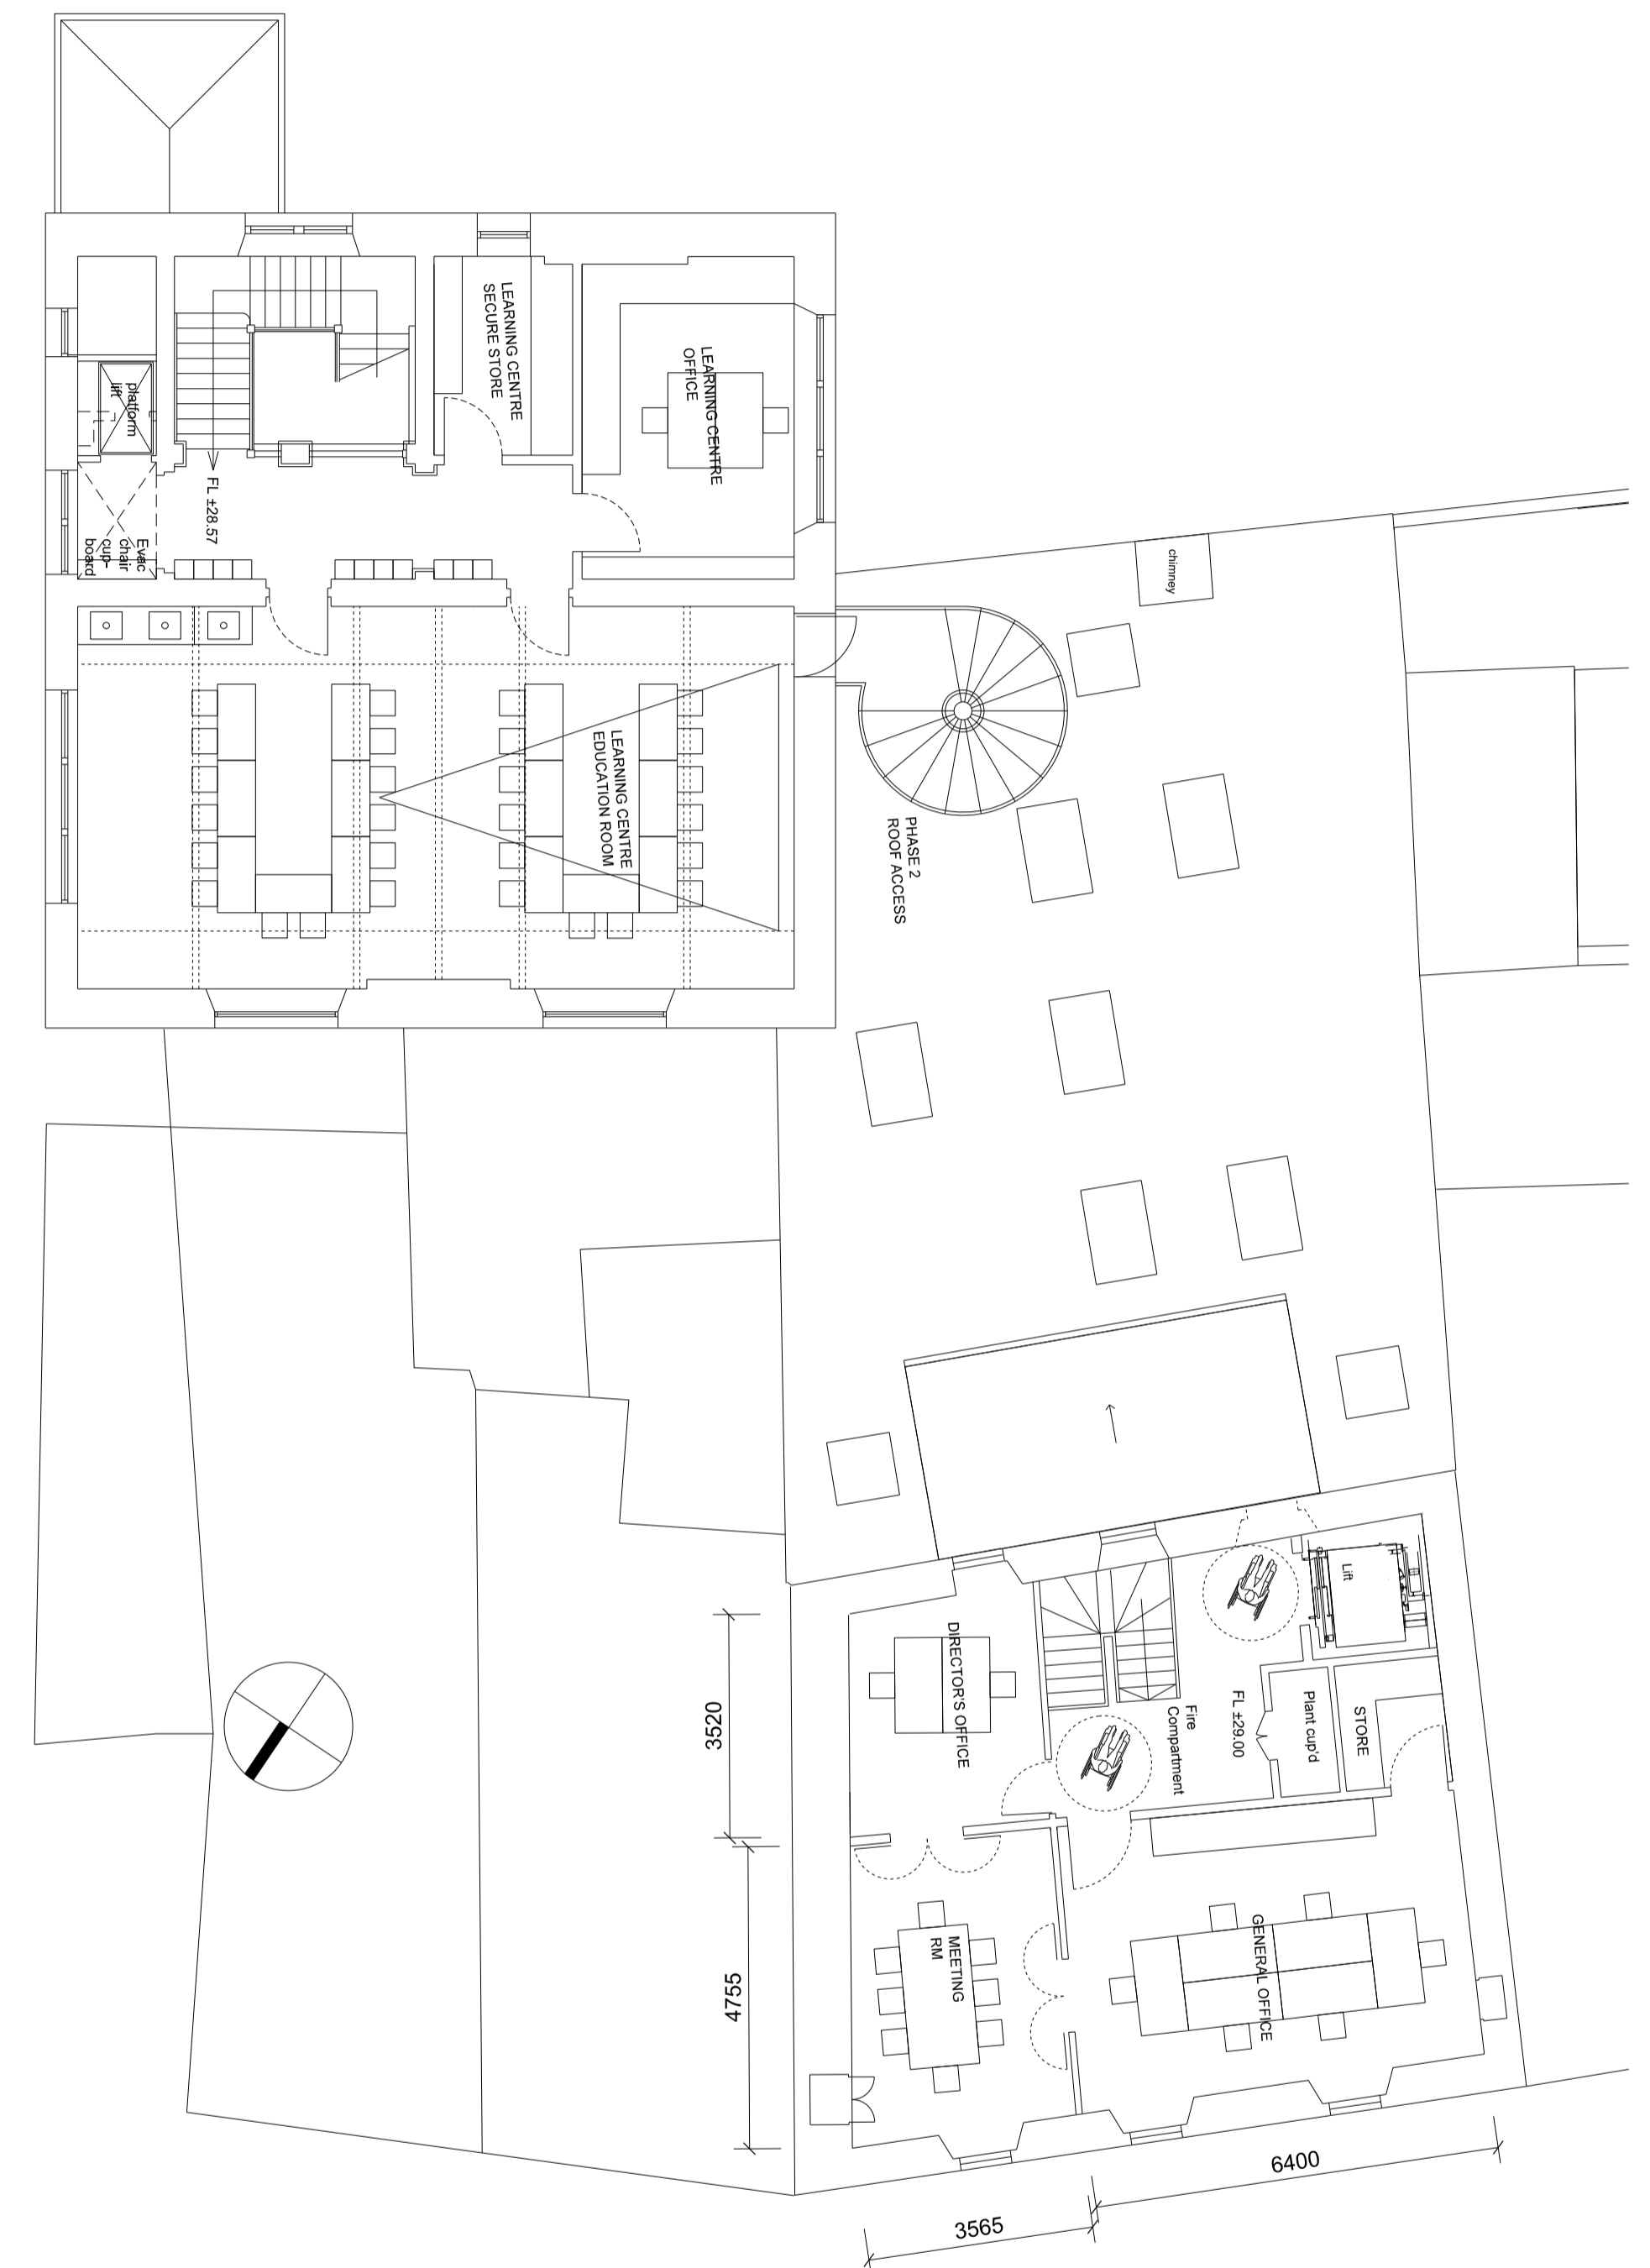 LEARNING CENTRE
SECURE STORE
LEARNING CENTRE
OFFICE
platform
lift
FL ±28.57
Evac
chair
cup-
board
LEARNING CENTRE
EDUCATION ROOM
chimney
PHASE 2
ROOF ACCESS
Lift
DIRECTOR'S OFFICE
Fire
Compartment
FL ±29.00
Plant cup'd
STORE
3520
MEETING
RM
GENERAL OFFICE
4755
6400
3565